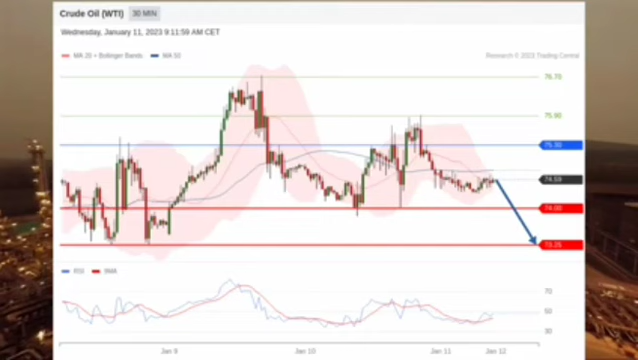 Crude Oil (WTI) 30 MIN
Wednesday, January 11, 2023 9:11:59 AM CET
MA 20 + Bollinger Bands MA 50 Research © 2023 Trading Central
76.70
75.90
75.30
74.59
74.00
73.25
RSI 9MA
70
50
30
Jan 9 Jan 10 Jan 11 Jan 12